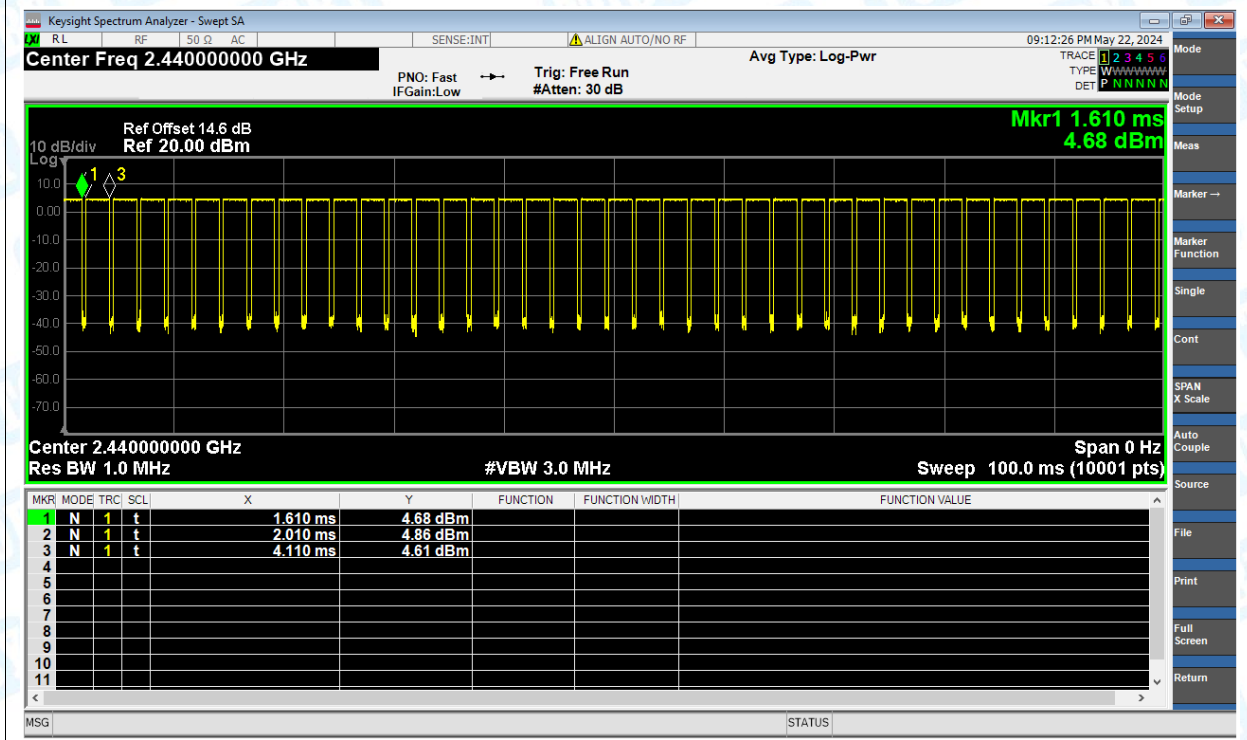 Keysight Spectrum Analyzer - Swept SA
LXI RL RF 50 Ω AC SENSE:INT ALIGN AUTO/NO RF 09:12:26 PM May 22, 2024
Center Freq 2.440000000 GHz
PNO: Fast
IFGain:Low
Trig: Free Run
#Atten: 30 dB
Avg Type: Log-Pwr
TRACE 1 2 3 4 5 6
TYPE WWWWWW
DET P N N N N N
Mkr1 1.610 ms
4.68 dBm
Ref Offset 14.6 dB
10 dB/div Ref 20.00 dBm
Log
1 3
10.0
0.00
-10.0
-20.0
-30.0
-40.0
-50.0
-60.0
-70.0
Center 2.440000000 GHz Span 0 Hz
Res BW 1.0 MHz #VBW 3.0 MHz Sweep 100.0 ms (10001 pts)
MKR MODE TRC SCL X Y FUNCTION FUNCTION WIDTH FUNCTION VALUE
1 N 1 t 1.610 ms 4.68 dBm
2 N 1 t 2.010 ms 4.86 dBm
3 N 1 t 4.110 ms 4.61 dBm
4
5
6
7
8
9
10
11
MSG STATUS
Mode
Mode
Setup
Meas
Marker →
Marker
Function
Single
Cont
SPAN
X Scale
Auto
Couple
Source
File
Print
Full
Screen
Return